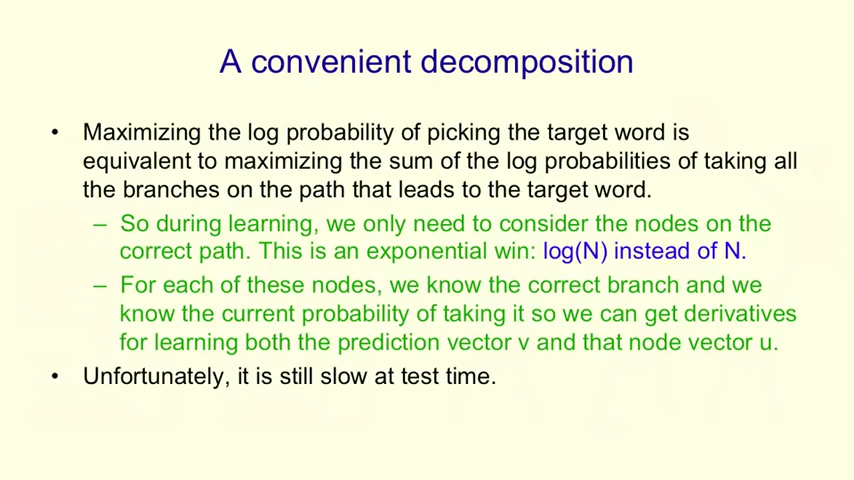 A convenient decomposition
• Maximizing the log probability of picking the target word is
equivalent to maximizing the sum of the log probabilities of taking all
the branches on the path that leads to the target word.
– So during learning, we only need to consider the nodes on the
correct path. This is an exponential win: log(N) instead of N.
– For each of these nodes, we know the correct branch and we
know the current probability of taking it so we can get derivatives
for learning both the prediction vector v and that node vector u.
• Unfortunately, it is still slow at test time.